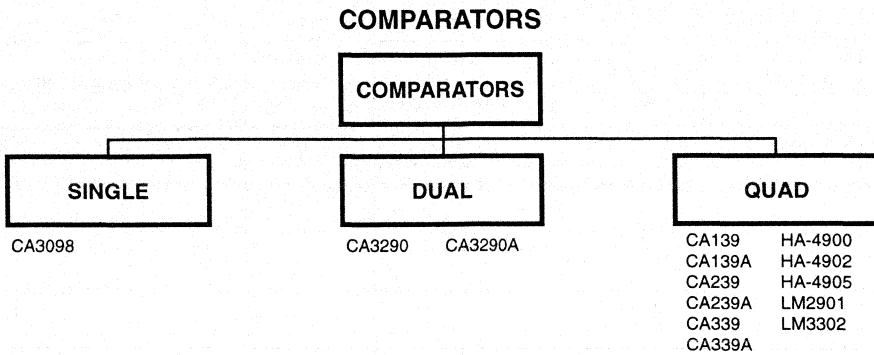 COMPARATORS
COMPARATORS
SINGLE
CA3098
DUAL
CA3290 CA3290A
QUAD
CA139 HA-4900
CA139A HA-4902
CA239 HA-4905
CA239A LM2901
CA339 LM3302
CA339A